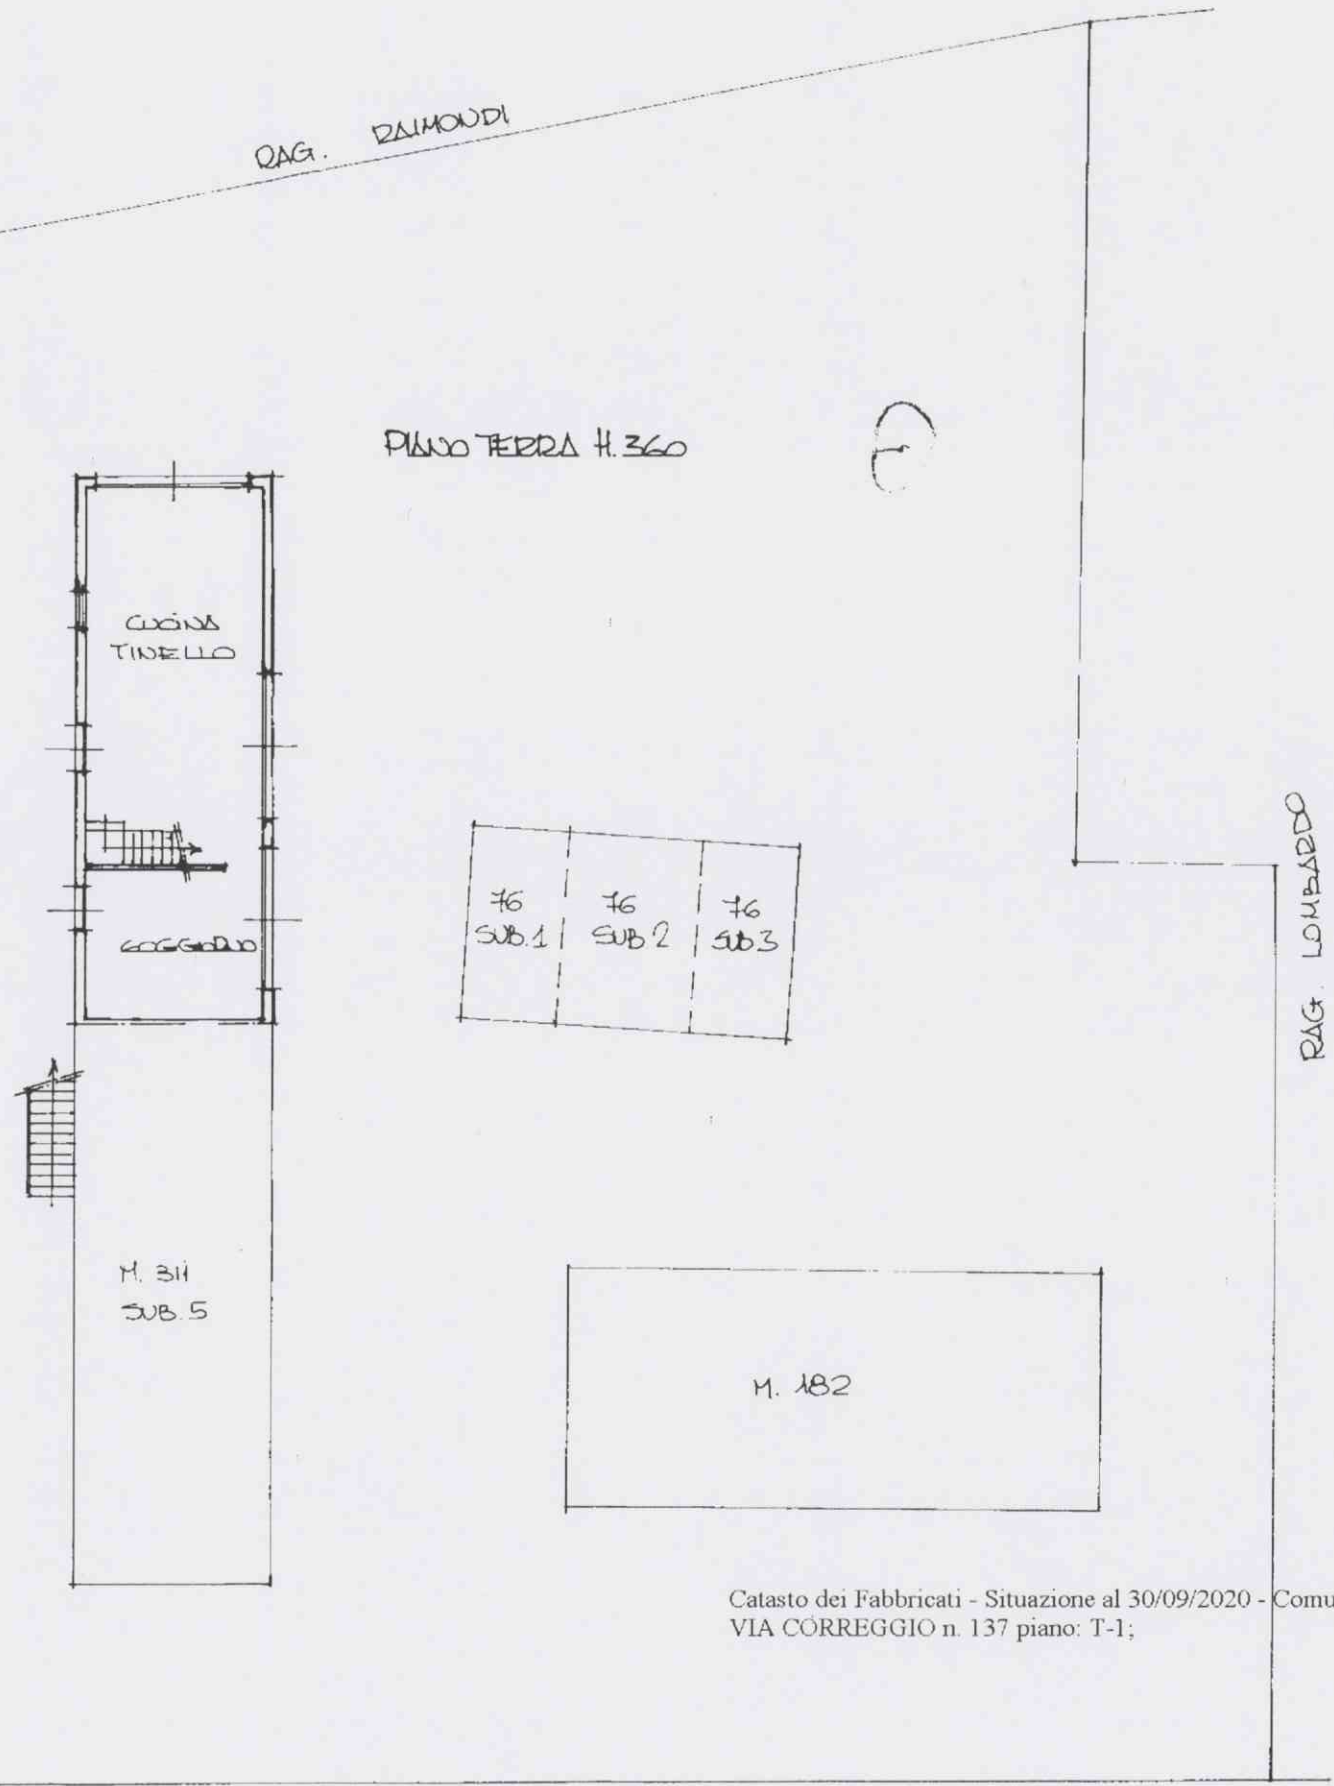 RAG. RAIMONDI
PIANO TERRA H. 360
CUCINA
TINELLO
SOGGIORNO
76
SUB. 1
76
SUB 2
76
SUB 3
RAG. LOMBARDO
M. 311
SUB. 5
M. 182
Catasto dei Fabbricati - Situazione al 30/09/2020 - Comu
VIA CORREGGIO n. 137 piano: T-1;